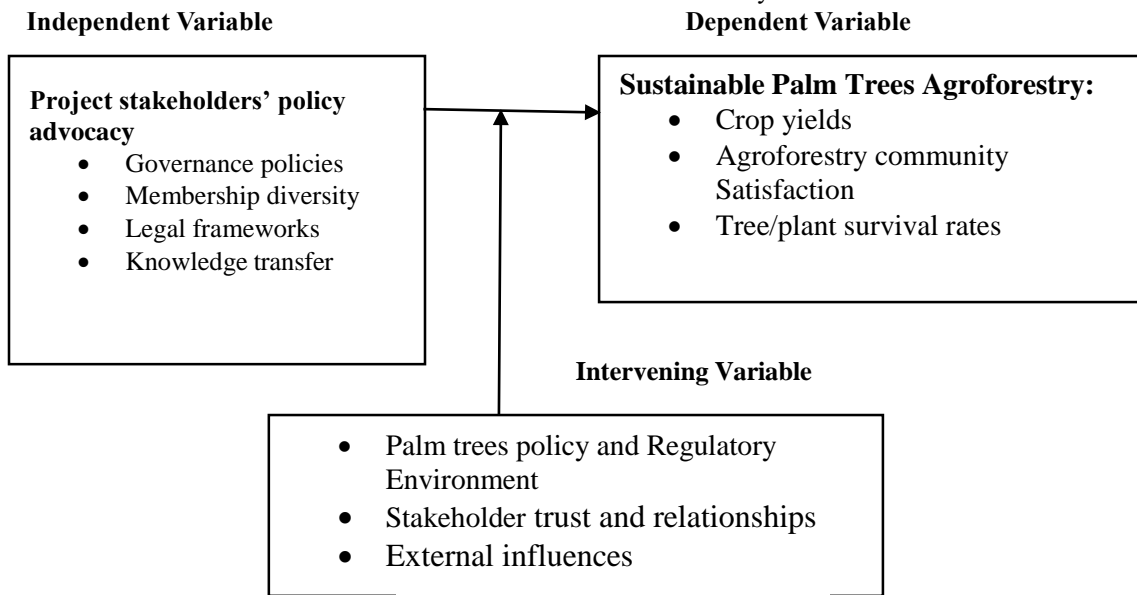 Independent Variable
Dependent Variable
Project stakeholders’ policy
advocacy
• Governance policies
• Membership diversity
• Legal frameworks
• Knowledge transfer
Sustainable Palm Trees Agroforestry:
• Crop yields
• Agroforestry community
Satisfaction
• Tree/plant survival rates
Intervening Variable
• Palm trees policy and Regulatory
Environment
• Stakeholder trust and relationships
• External influences